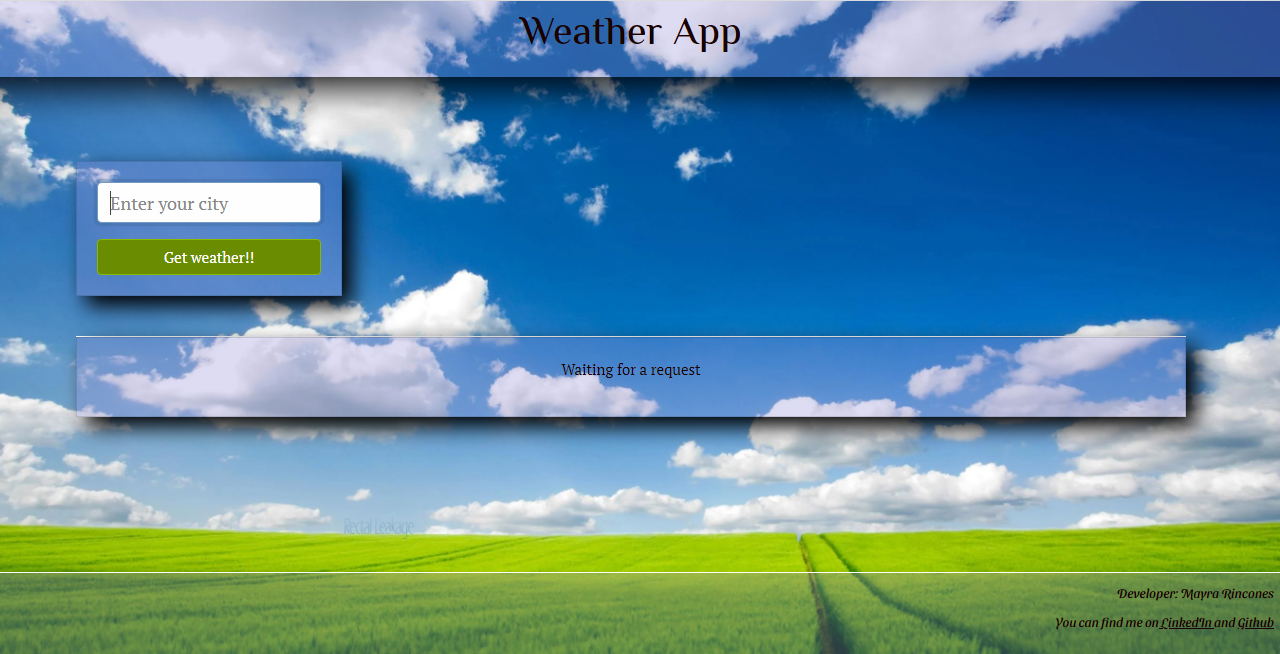 Weather App
Enter your city
Get weather!!
Waiting for a request
Rectal Leakage
Developer: Mayra Rincones
You can find me on LinkedIn and Github